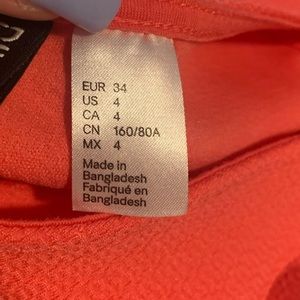 EUR 34
US 4
CA 4
CN 160/80A
MX 4
Made in
Bangladesh
Fabriqué en
Bangladesh